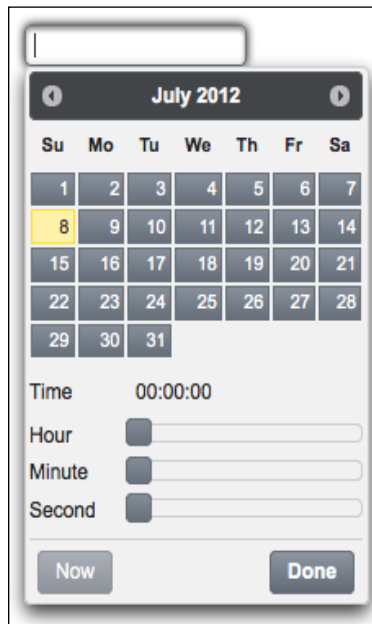 July 2012
Su Mo Tu We Th Fr Sa
1 2 3 4 5 6 7
8 9 10 11 12 13 14
15 16 17 18 19 20 21
22 23 24 25 26 27 28
29 30 31
Time 00:00:00
Hour
Minute
Second
Now Done